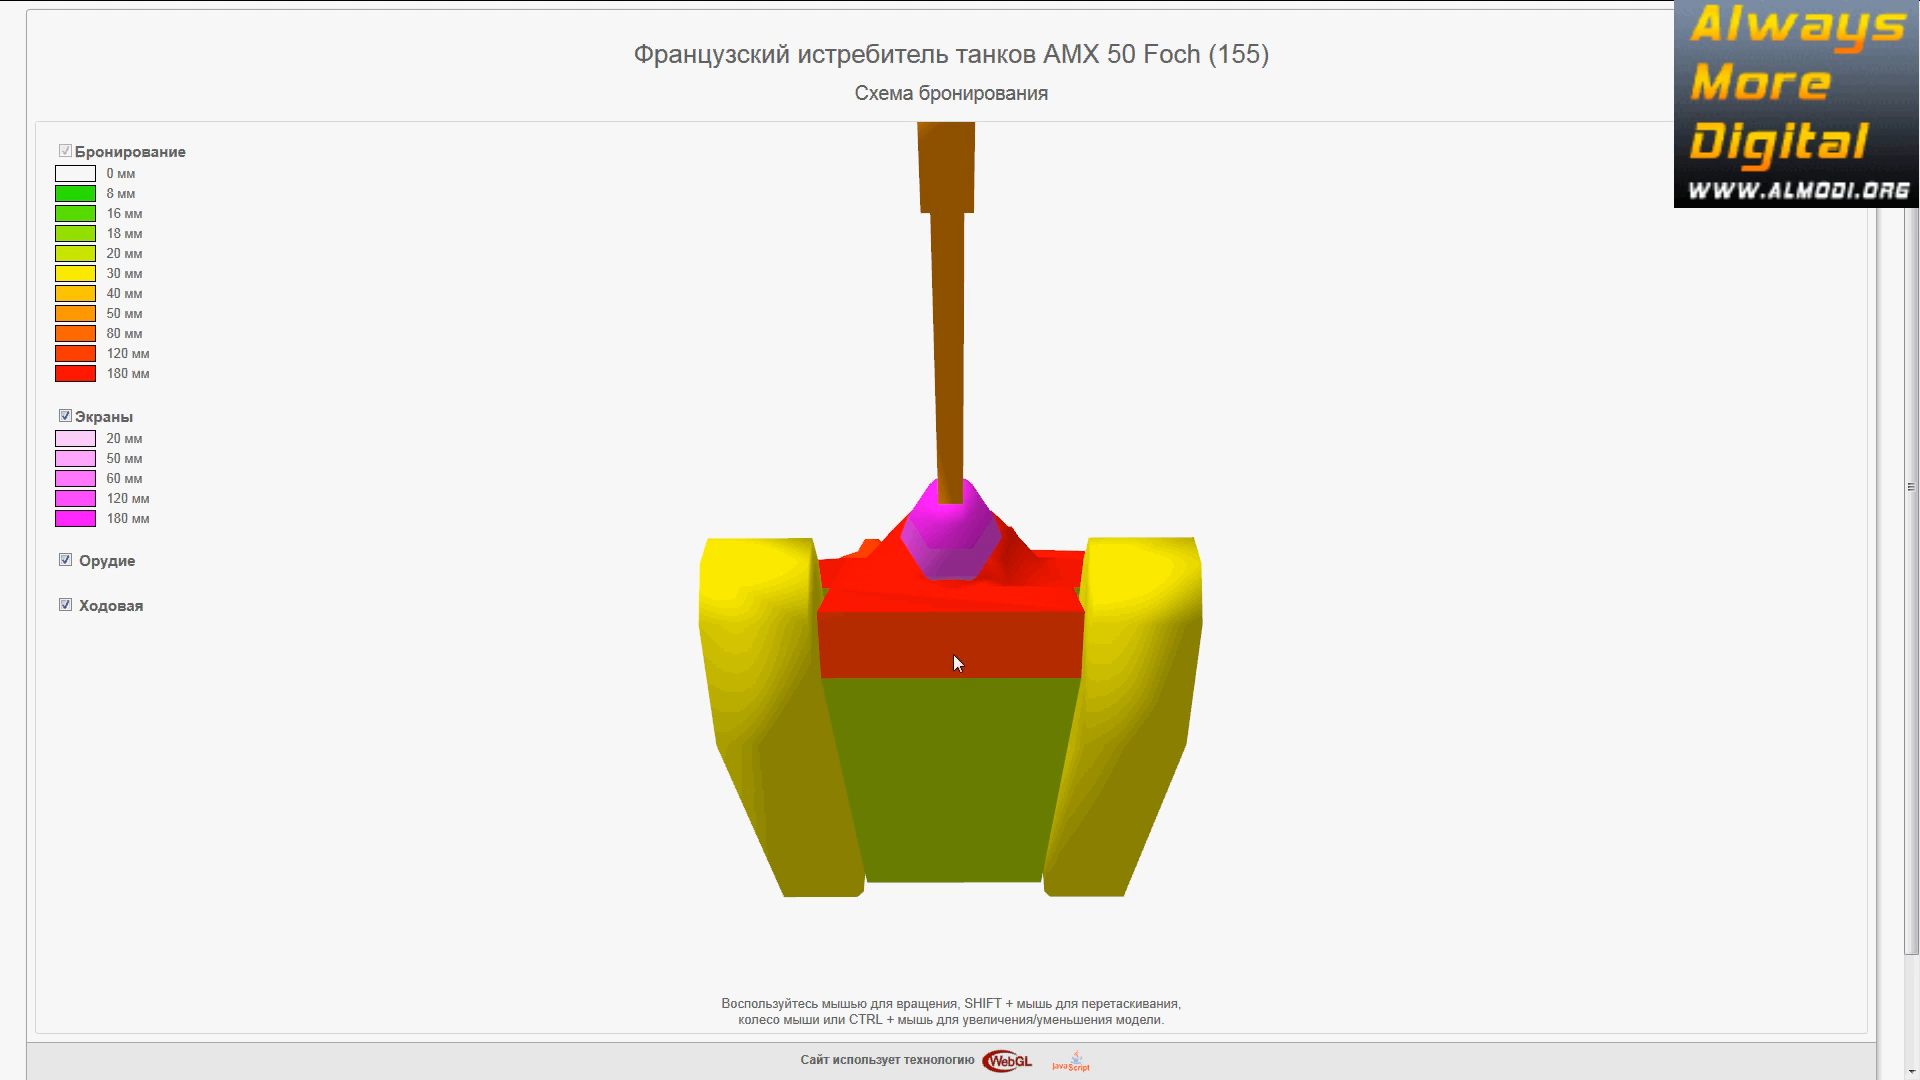 Always
More
Digital
WWW.ALMODI.ORG
Французский истребитель танков AMX 50 Foch (155)
Схема бронирования
Бронирование
0 мм
8 мм
16 мм
18 мм
20 мм
30 мм
40 мм
50 мм
80 мм
120 мм
180 мм
Экраны
20 мм
50 мм
60 мм
120 мм
180 мм
Орудие
Ходовая
Воспользуйтесь мышью для вращения, SHIFT + мышь для перетаскивания,
колесо мыши или CTRL + мышь для увеличения/уменьшения модели.
Сайт использует технологию WebGL JavaScript